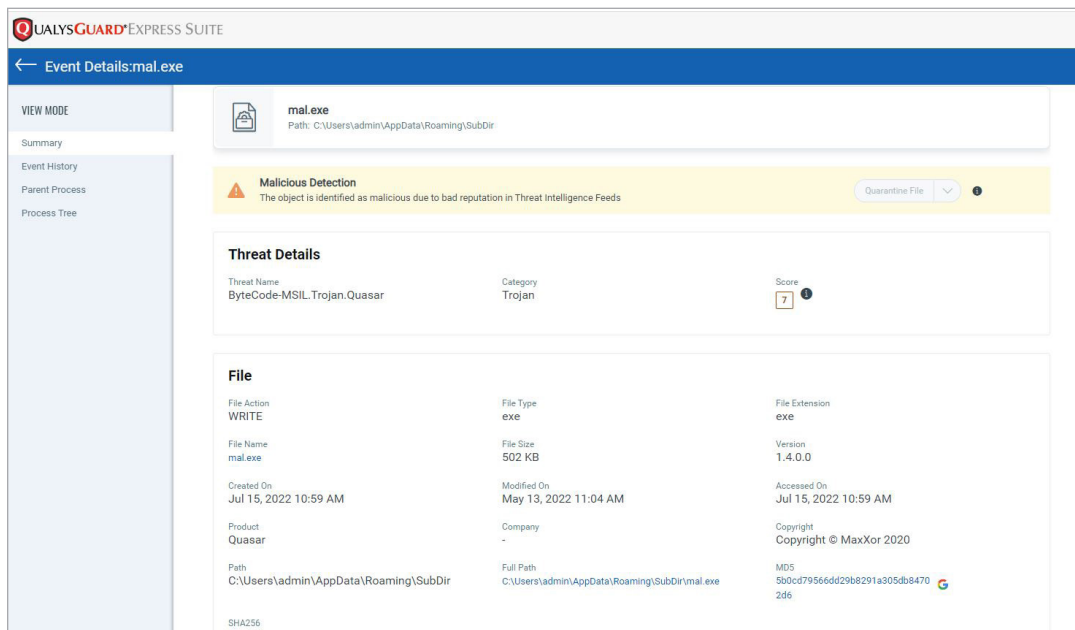 QUALYSGUARD® EXPRESS SUITE
Event Details:mal.exe
VIEW MODE
Summary
Event History
Parent Process
Process Tree
mal.exe
Path: C:\Users\admin\AppData\Roaming\SubDir
Malicious Detection
The object is identified as malicious due to bad reputation in Threat Intelligence Feeds
Quarantine File
Threat Details
Threat Name Category Score
ByteCode-MSIL.Trojan.Quasar Trojan 7
File
File Action File Type File Extension
WRITE exe exe
File Name File Size Version
mal.exe 502 KB 1.4.0.0
Created On Modified On Accessed On
Jul 15, 2022 10:59 AM May 13, 2022 11:04 AM Jul 15, 2022 10:59 AM
Product Company Copyright
Quasar - Copyright © MaxXor 2020
Path Full Path MD5
C:\Users\admin\AppData\Roaming\SubDir C:\Users\admin\AppData\Roaming\SubDir\mal.exe 5b0cd79566dd29b8291a305db8470
2d6
SHA256